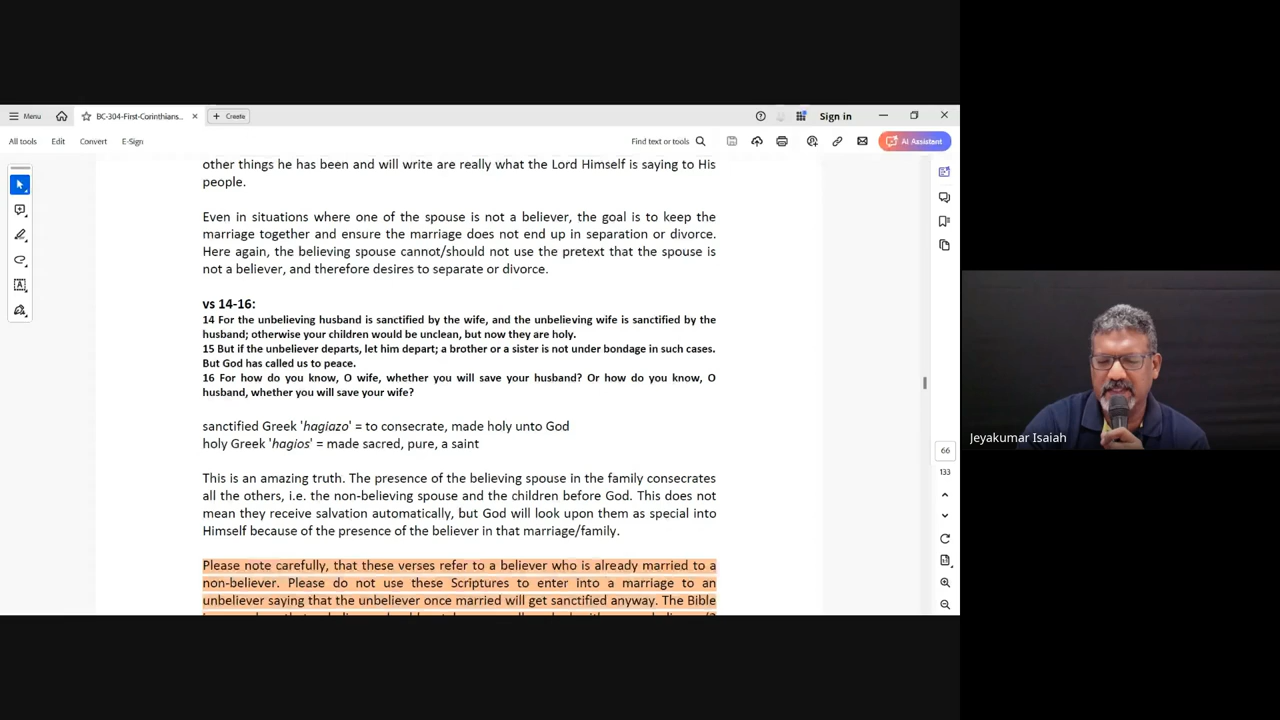 Menu
BC-304-First-Corinthians...
Create
Sign in
All tools
Edit
Convert
E-Sign
Find text or tools
AI Assistant
other things he has been and will write are really what the Lord Himself is saying to His
people.
Even in situations where one of the spouse is not a believer, the goal is to keep the
marriage together and ensure the marriage does not end up in separation or divorce.
Here again, the believing spouse cannot/should not use the pretext that the spouse is
not a believer, and therefore desires to separate or divorce.
vs 14-16:
14 For the unbelieving husband is sanctified by the wife, and the unbelieving wife is sanctified by the
husband; otherwise your children would be unclean, but now they are holy.
15 But if the unbeliever departs, let him depart; a brother or a sister is not under bondage in such cases.
But God has called us to peace.
16 For how do you know, O wife, whether you will save your husband? Or how do you know, O
husband, whether you will save your wife?
sanctified Greek 'hagiazo' = to consecrate, made holy unto God
holy Greek 'hagios' = made sacred, pure, a saint
This is an amazing truth. The presence of the believing spouse in the family consecrates
all the others, i.e. the non-believing spouse and the children before God. This does not
mean they receive salvation automatically, but God will look upon them as special into
Himself because of the presence of the believer in that marriage/family.
Please note carefully, that these verses refer to a believer who is already married to a
non-believer. Please do not use these Scriptures to enter into a marriage to an
unbeliever saying that the unbeliever once married will get sanctified anyway. The Bible
66
133
Jeyakumar Isaiah